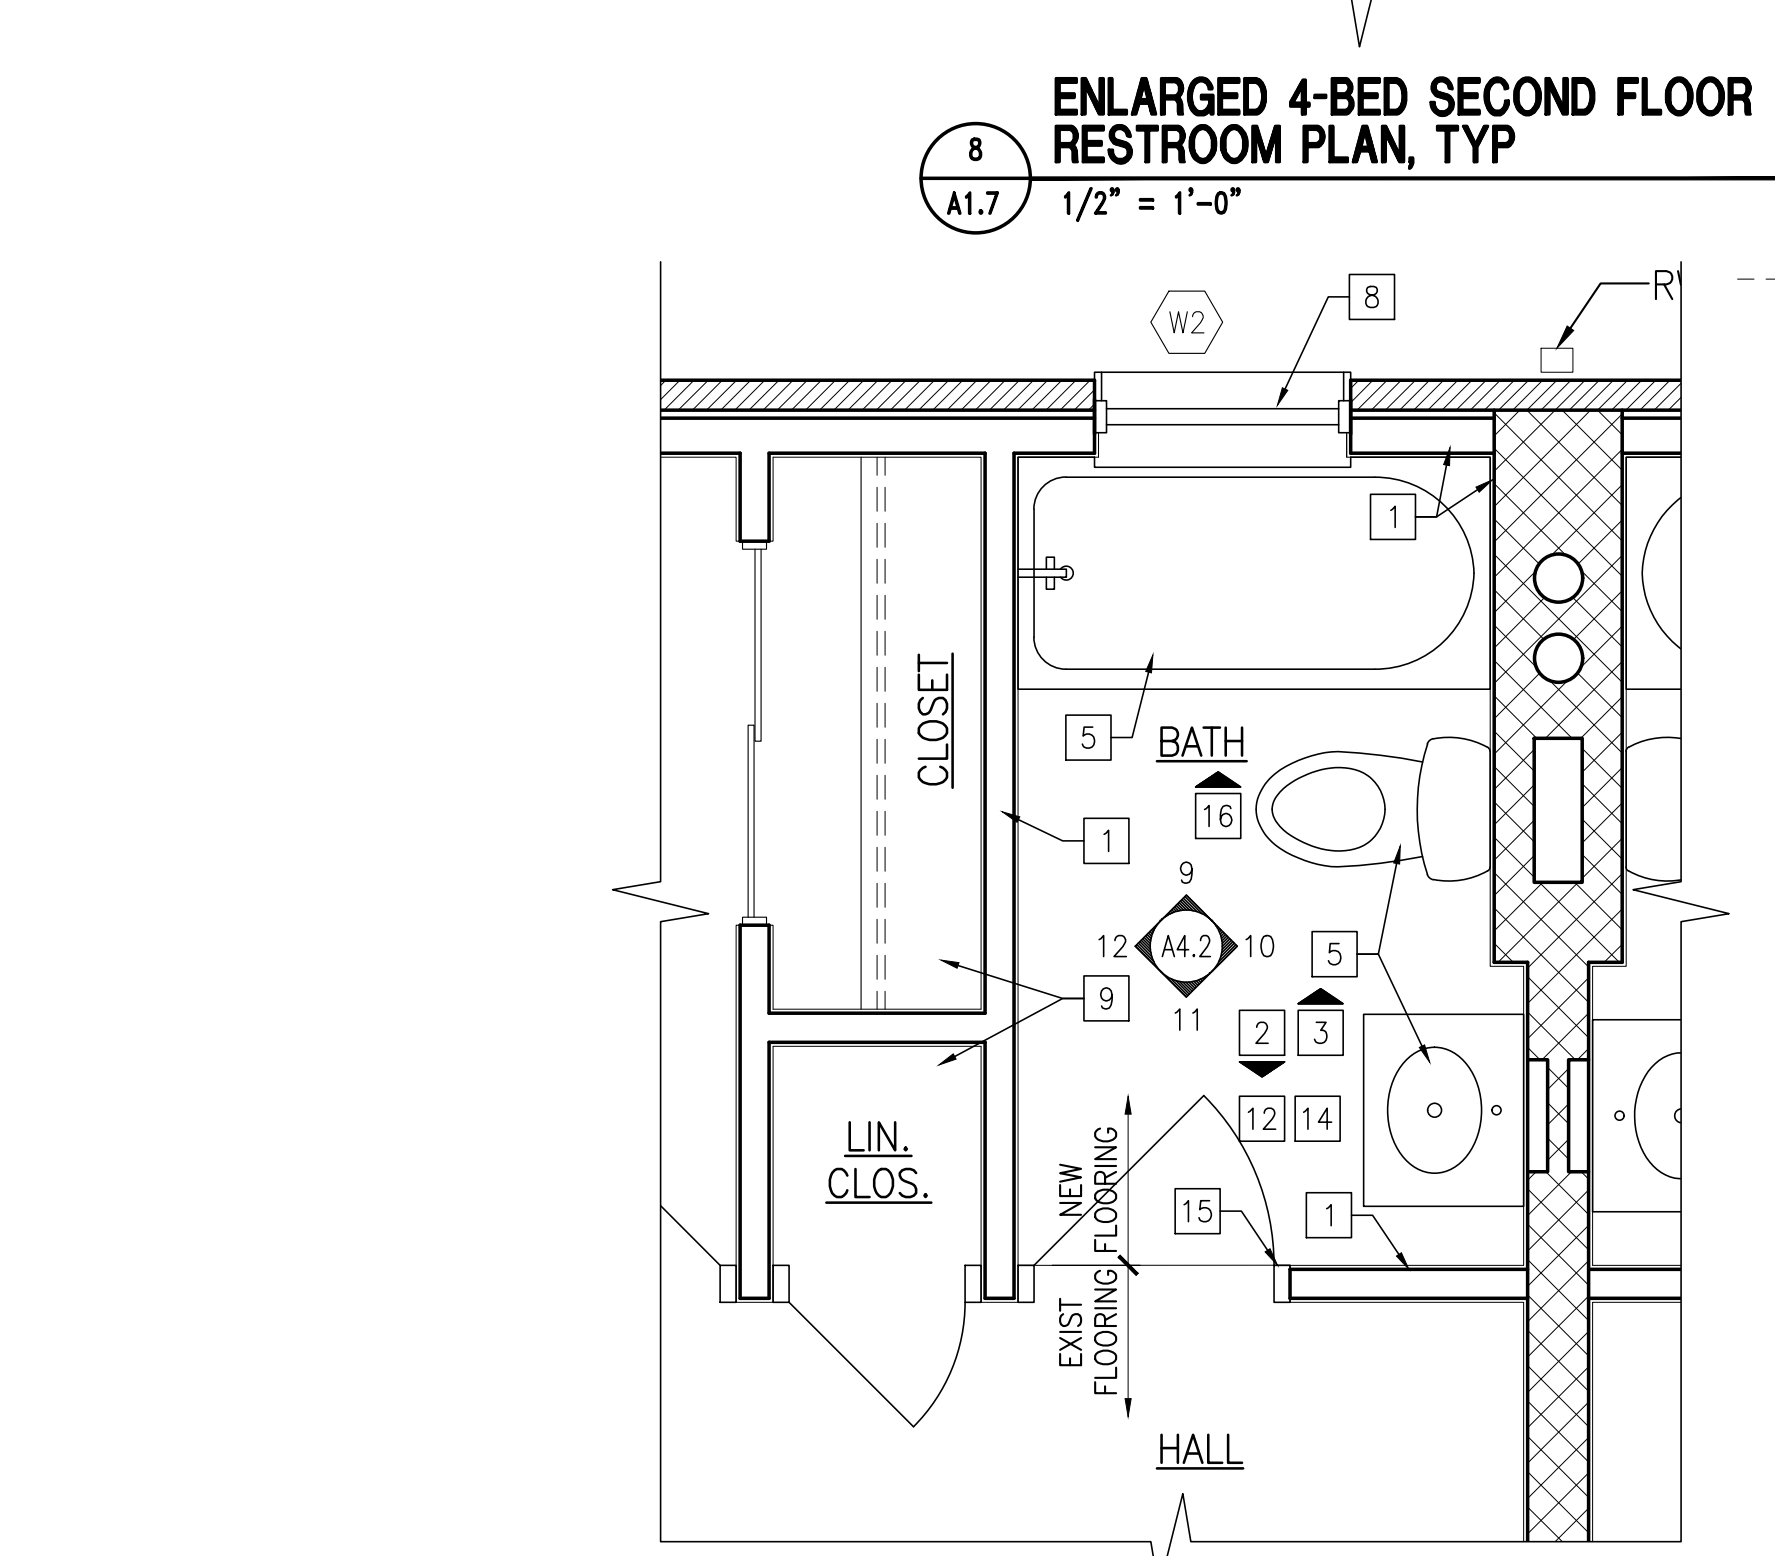 ENLARGED 4-BED SECOND FLOOR
RESTROOM PLAN, TYP
8
A1.7
1/2" = 1'-0"
8
W2
1
CLOSET
5
BATH
16
1
9
12
A4.2
10
11
5
9
2
3
12
14
LIN.
CLOS.
NEW
FLOORING
15
1
EXIST
FLOORING
HALL